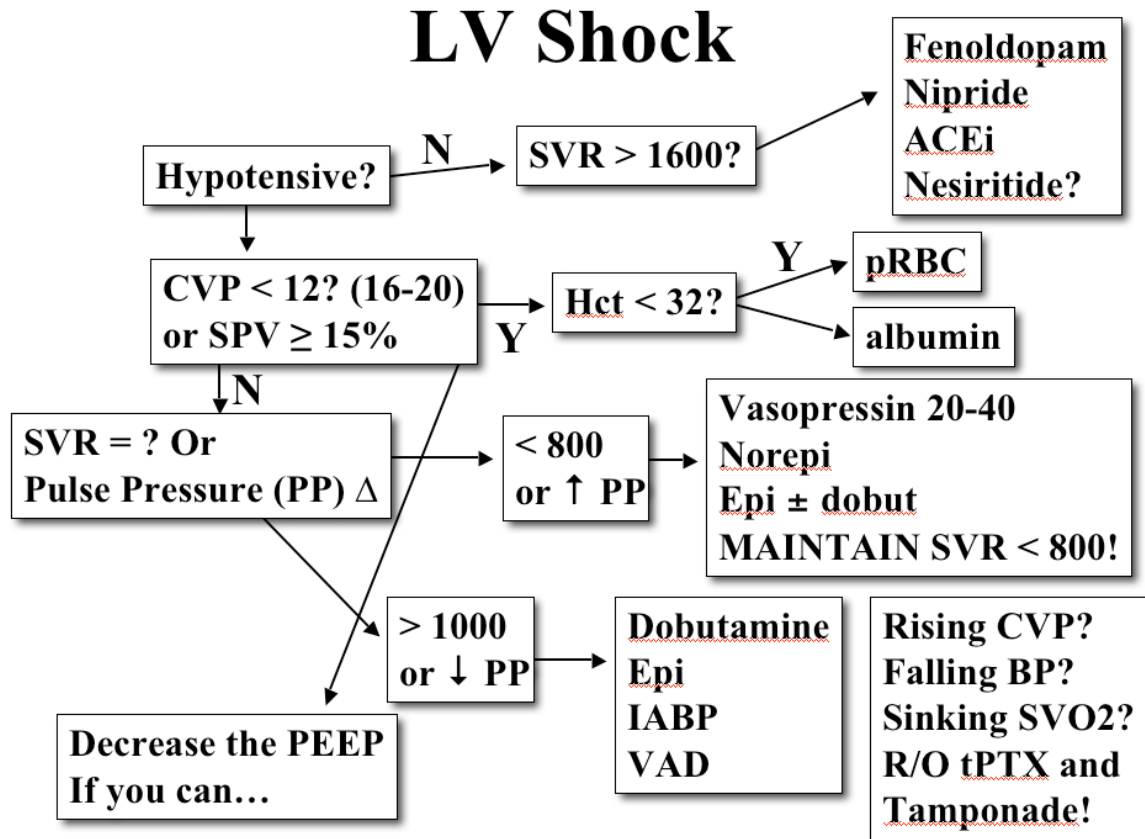 LV Shock
Fenoldopam
Nipride
ACEi
Nesiritide?
N
SVR > 1600?
Hypotensive?
CVP < 12? (16-20)
or SPV ≥ 15%
Y
Hct < 32?
Y
pRBC
albumin
N
SVR = ? Or
Pulse Pressure (PP) Δ
< 800
or ↑ PP
Vasopressin 20-40
Norepi
Epi ± dobut
MAINTAIN SVR < 800!
> 1000
or ↓ PP
Dobutamine
Epi
IABP
VAD
Rising CVP?
Falling BP?
Sinking SVO2?
R/O tPTX and
Tamponade!
Decrease the PEEP
If you can…